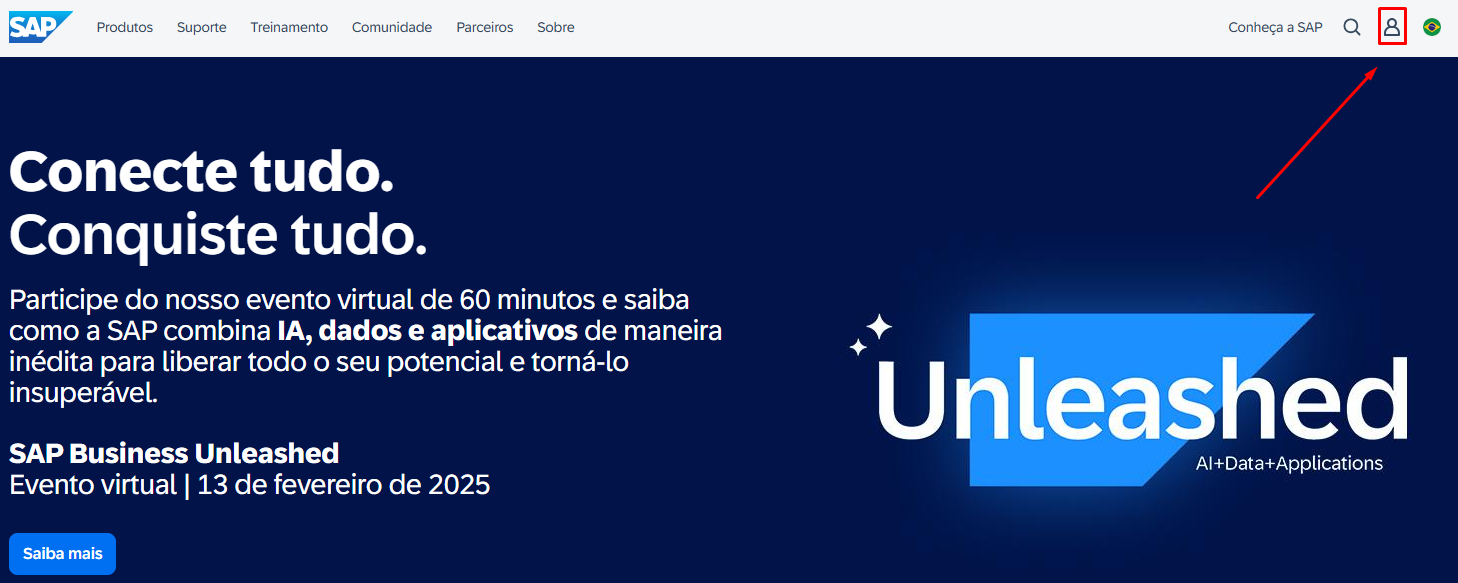 SAP
Produtos
Suporte
Treinamento
Comunidade
Parceiros
Sobre
Conheça a SAP
Conecte tudo.
Conquiste tudo.
Participe do nosso evento virtual de 60 minutos e saiba
como a SAP combina IA, dados e aplicativos de maneira
inédita para liberar todo o seu potencial e torná-lo
insuperável.
SAP Business Unleashed
Evento virtual | 13 de fevereiro de 2025
Saiba mais
Unleashed
AI+Data+Applications